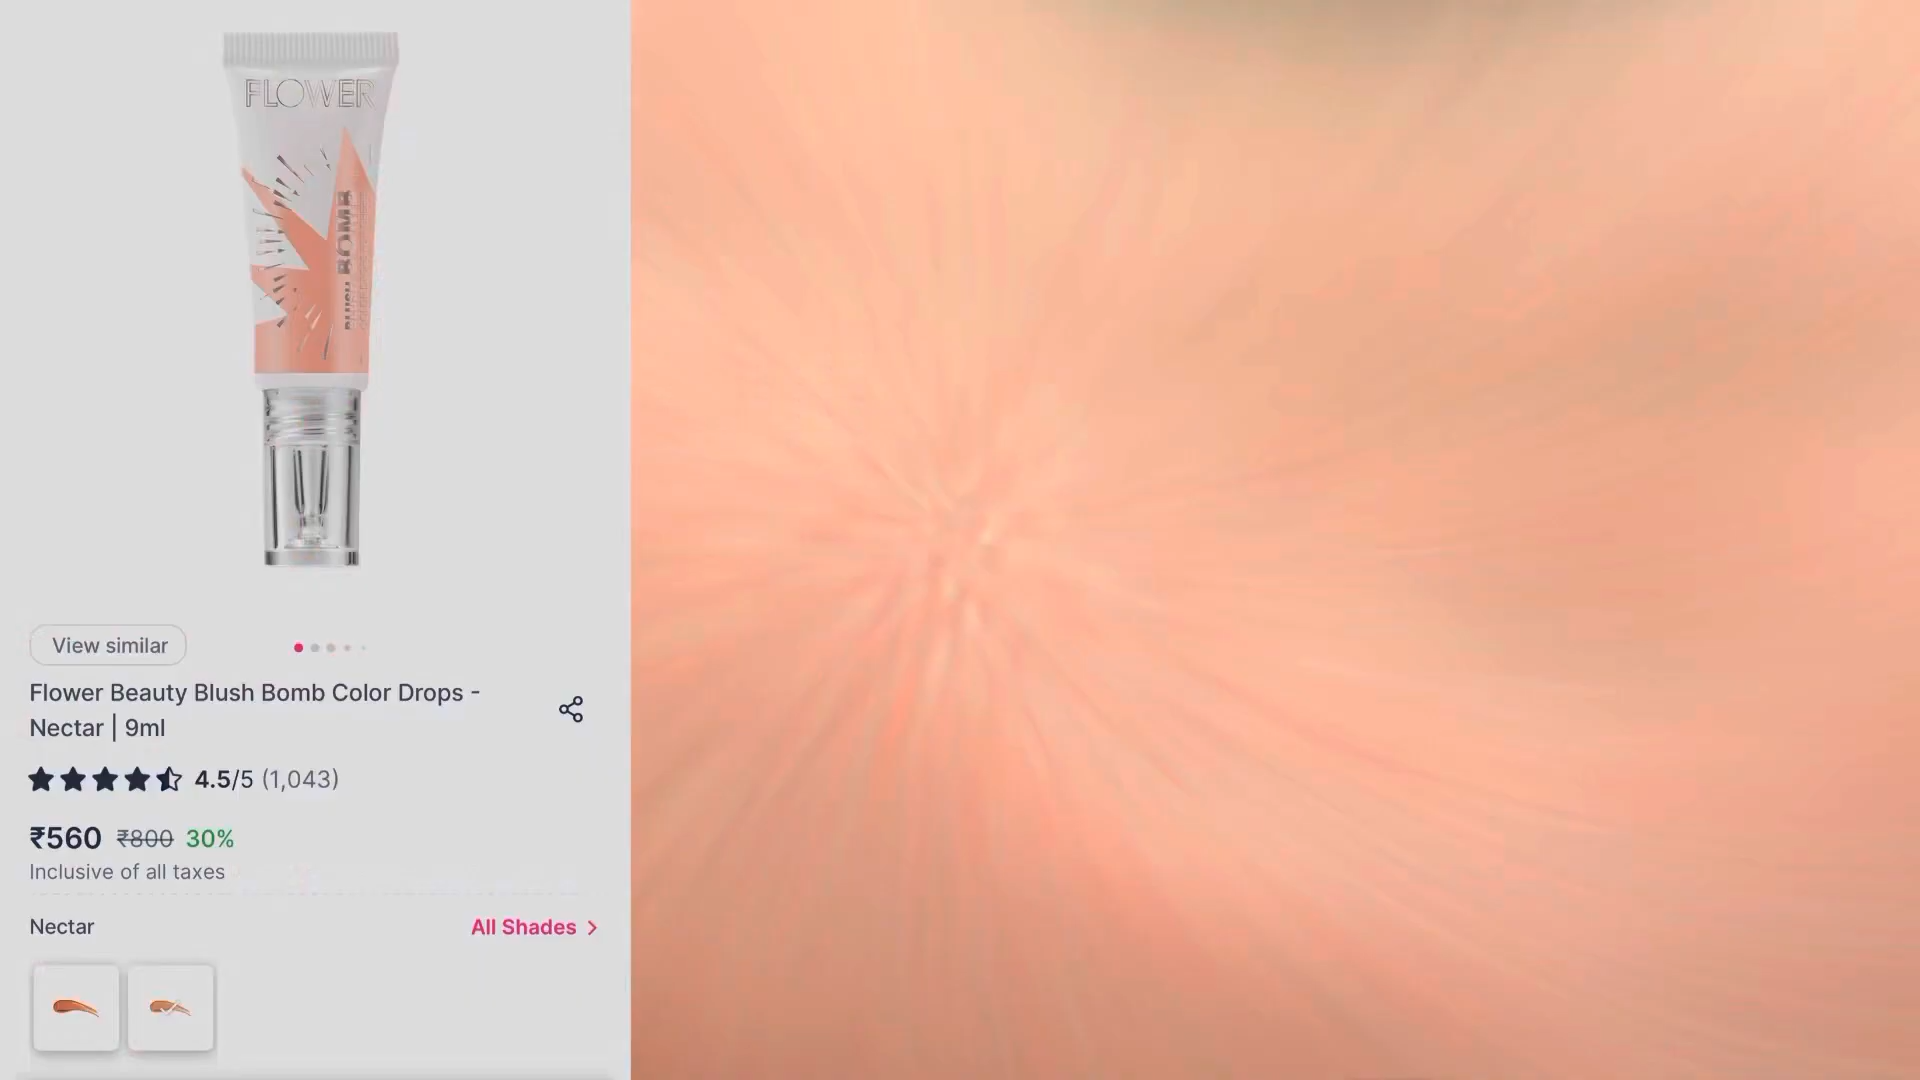 FLOWER
BLUSH BOMB
View similar
Flower Beauty Blush Bomb Color Drops -
Nectar | 9ml
4.5/5 (1,043)
₹560 ₹800 30%
Inclusive of all taxes
Nectar
All Shades >